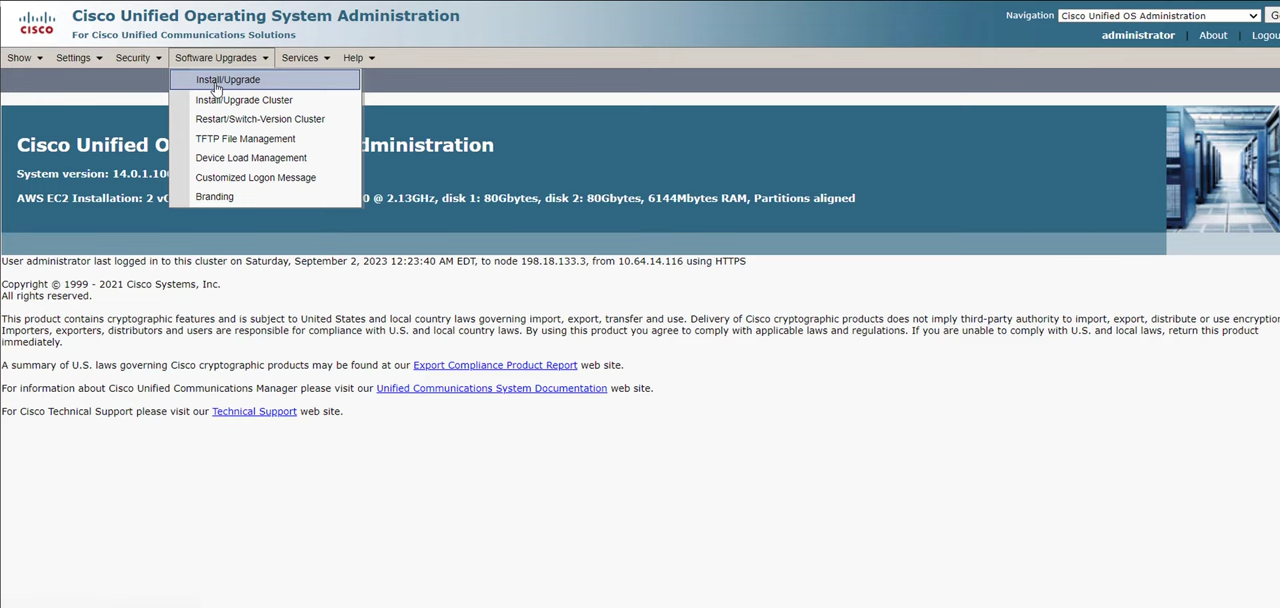 CISCO
Cisco Unified Operating System Administration
For Cisco Unified Communications Solutions
Navigation Cisco Unified OS Administration
administrator | About | Logou
Show Settings Security Software Upgrades Services Help
Install/Upgrade
Install/Upgrade Cluster
Restart/Switch-Version Cluster
TFTP File Management
Device Load Management
Customized Logon Message
Branding
Cisco Unified O dministration
System version: 14.0.1.10
AWS EC2 Installation: 2 vC 0 @ 2.13GHz, disk 1: 80Gbytes, disk 2: 80Gbytes, 6144Mbytes RAM, Partitions aligned
User administrator last logged in to this cluster on Saturday, September 2, 2023 12:23:40 AM EDT, to node 198.18.133.3, from 10.64.14.116 using HTTPS
Copyright © 1999 - 2021 Cisco Systems, Inc.
All rights reserved.
This product contains cryptographic features and is subject to United States and local country laws governing import, export, transfer and use. Delivery of Cisco cryptographic products does not imply third-party authority to import, export, distribute or use encryptio
Importers, exporters, distributors and users are responsible for compliance with U.S. and local country laws. By using this product you agree to comply with applicable laws and regulations. If you are unable to comply with U.S. and local laws, return this product
immediately.
A summary of U.S. laws governing Cisco cryptographic products may be found at our Export Compliance Product Report web site.
For information about Cisco Unified Communications Manager please visit our Unified Communications System Documentation web site.
For Cisco Technical Support please visit our Technical Support web site.